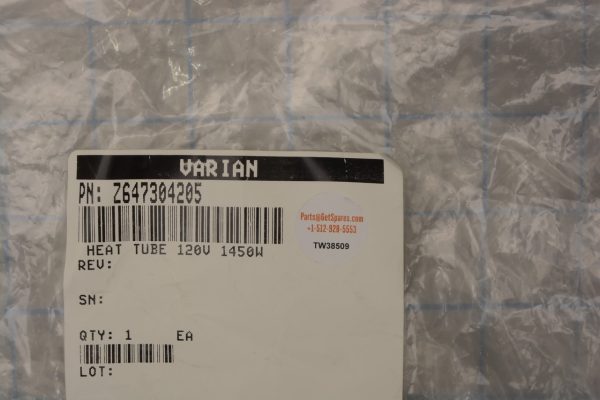 VARIAN
PN: Z647304205
HEAT TUBE 120V 1450W
REV:
SN:
QTY: 1 EA
LOT:
Parts@GetSpares.com
+1-512-928-5553
TW38509